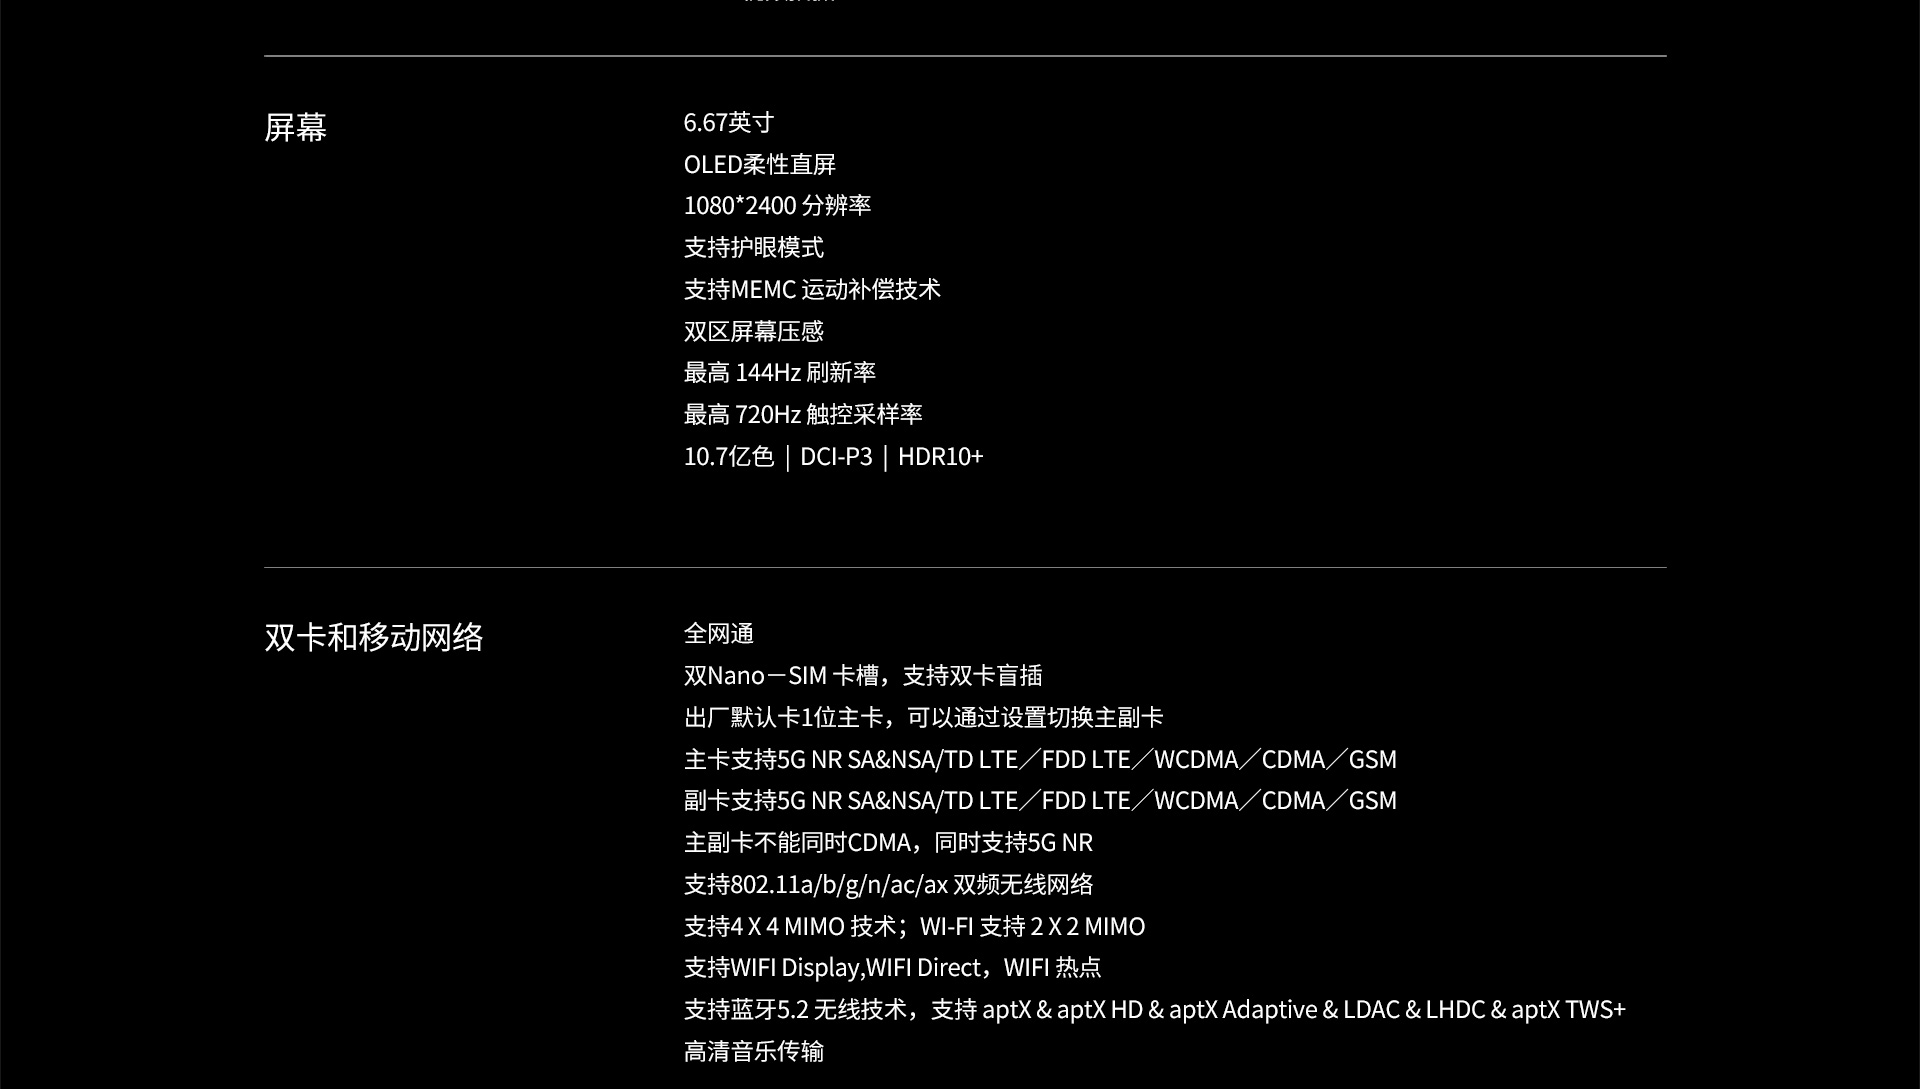 屏幕
6.67英寸
OLED柔性直屏
1080*2400 分辨率
支持护眼模式
支持MEMC 运动补偿技术
双区屏幕压感
最高 144Hz 刷新率
最高 720Hz 触控采样率
10.7亿色 | DCI-P3 | HDR10+
双卡和移动网络
全网通
双Nano－SIM 卡槽，支持双卡盲插
出厂默认卡1位主卡，可以通过设置切换主副卡
主卡支持5G NR SA&NSA/TD LTE／FDD LTE／WCDMA／CDMA／GSM
副卡支持5G NR SA&NSA/TD LTE／FDD LTE／WCDMA／CDMA／GSM
主副卡不能同时CDMA，同时支持5G NR
支持802.11a/b/g/n/ac/ax 双频无线网络
支持4 X 4 MIMO 技术；WI-FI 支持 2 X 2 MIMO
支持WIFI Display,WIFI Direct，WIFI 热点
支持蓝牙5.2 无线技术，支持 aptX & aptX HD & aptX Adaptive & LDAC & LHDC & aptX TWS+
高清音乐传输